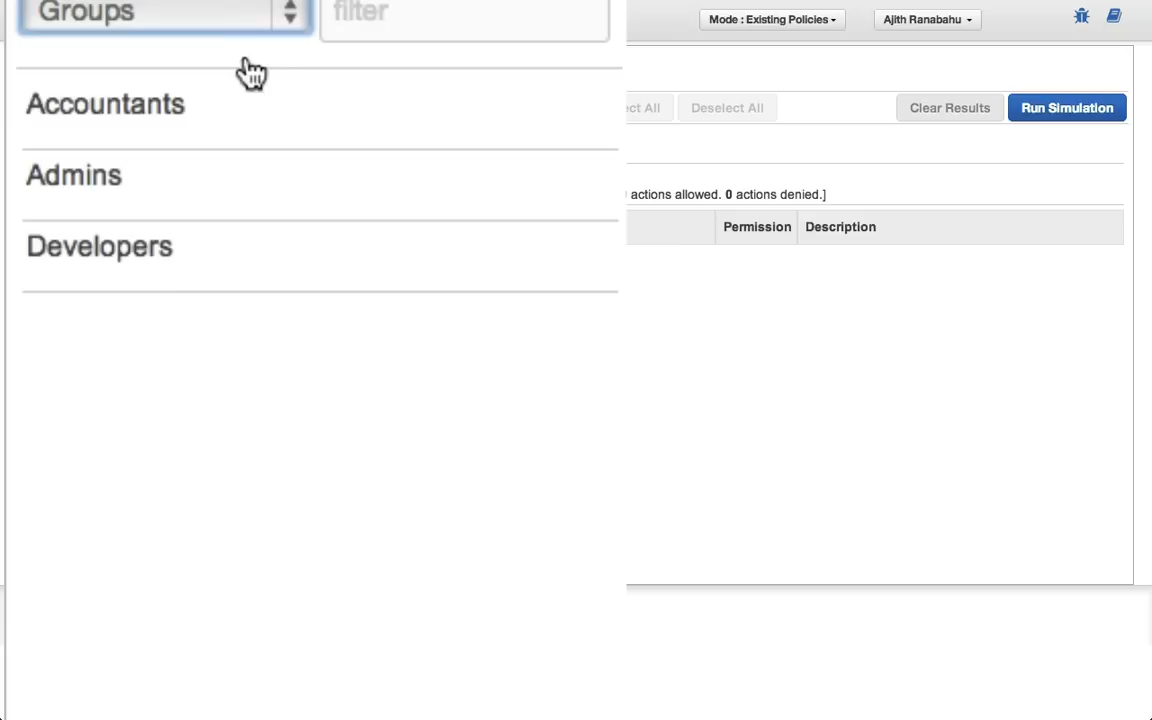 Groups filter
Mode : Existing Policies
Ajith Ranabahu
Accountants
Admins
Developers
All
Deselect All
Clear Results
Run Simulation
actions allowed. 0 actions denied.]
Permission
Description